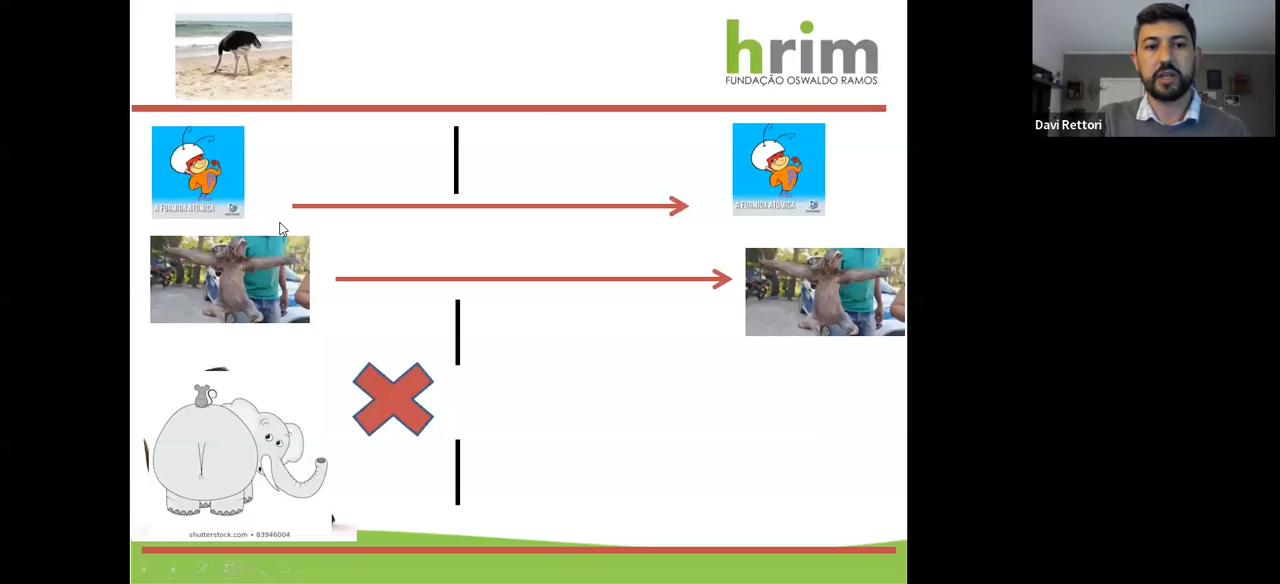 hrim
FUNDAÇÃO OSWALDO RAMOS
Davi Rettori
A FORMIGA ATÔMICA
A FORMIGA ATÔMICA
shutterstock.com • 83946004